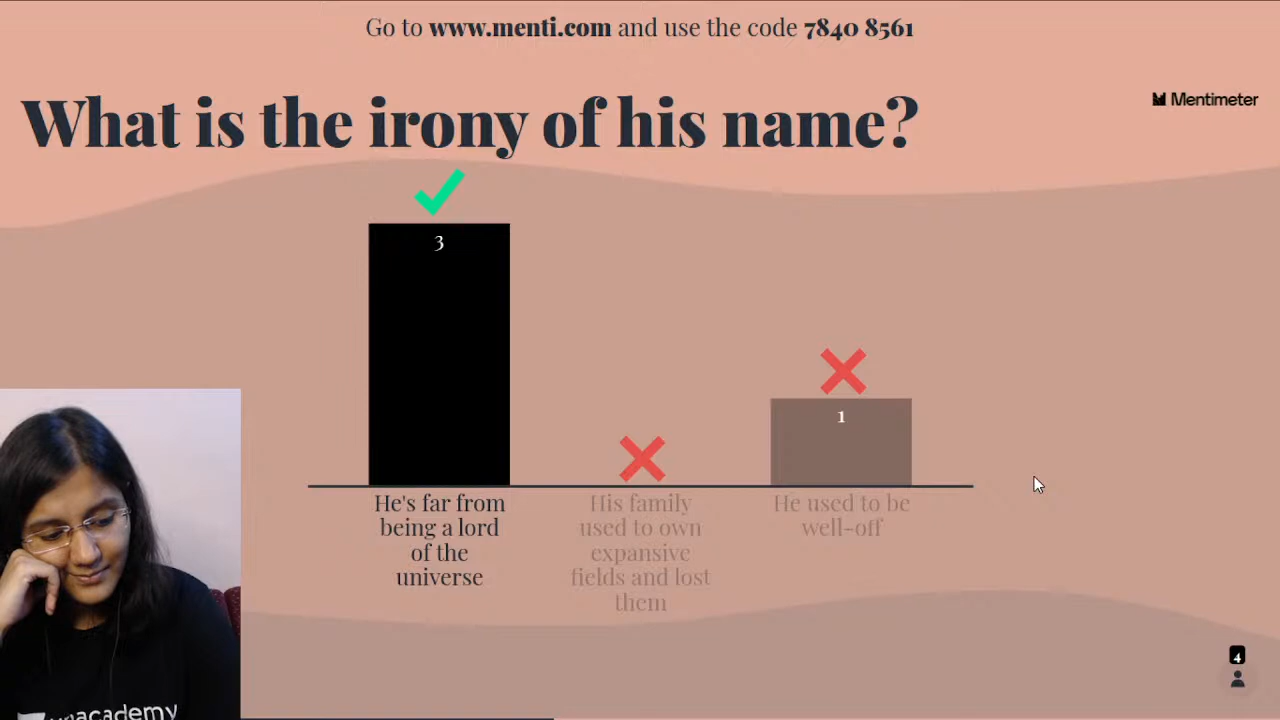 Go to www.menti.com and use the code 7840 8561
Mentimeter
What is the irony of his name?
3
1
He's far from
being a lord
of the
universe
His family
used to own
expansive
fields and lost
them
He used to be
well-off
4